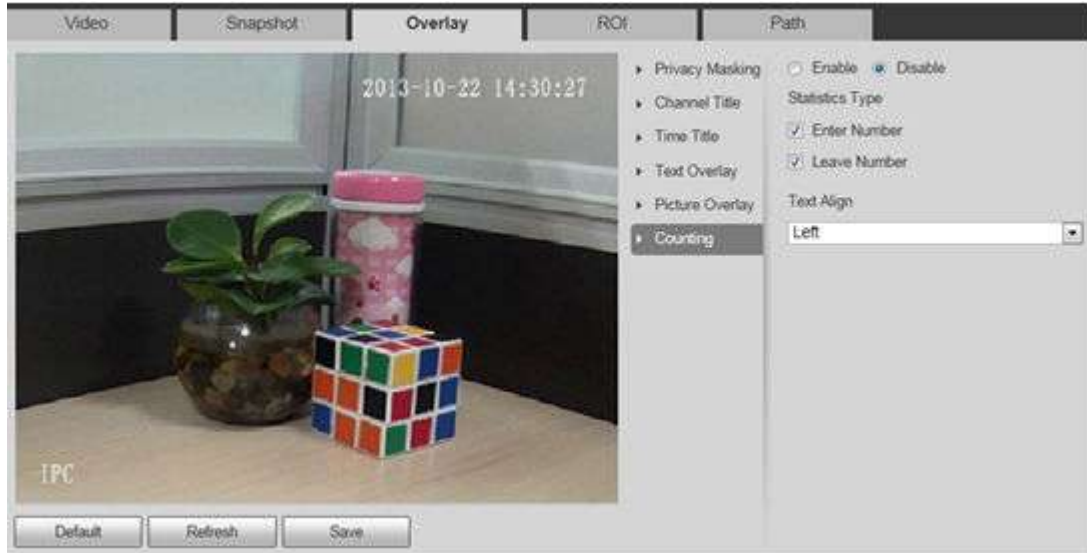 Video Snapshot Overlay ROI Path
2013-10-22 14:30:27
IPC
Privacy Masking
Channel Title
Time Title
Text Overlay
Picture Overlay
Counting
Enable Disable
Statistics Type
Enter Number
Leave Number
Text Align
Left
Default Refresh Save